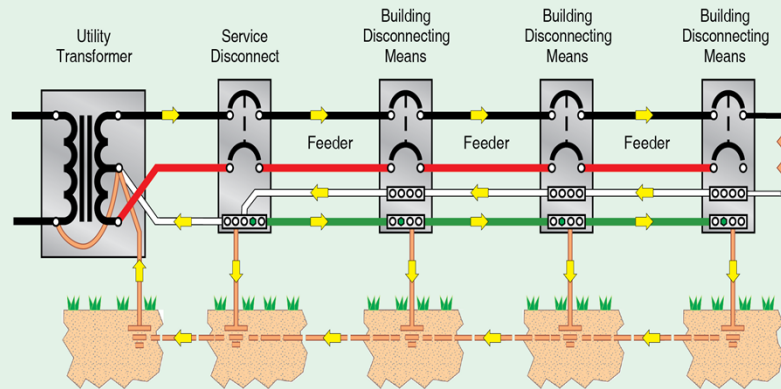 Utility
Transformer
Service
Disconnect
Building
Disconnecting
Means
Building
Disconnecting
Means
Building
Disconnecting
Means
Feeder
Feeder
Feeder